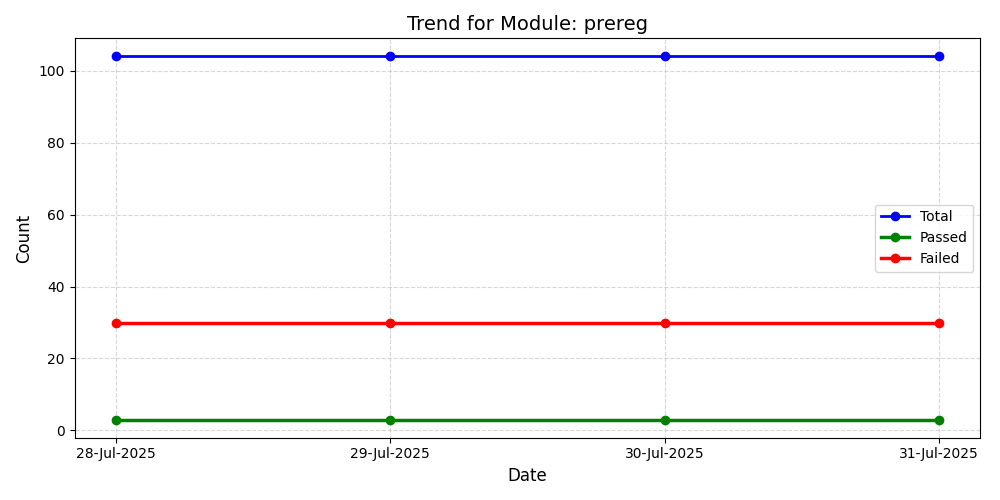 Trend for Module: prereg
Count
100
80
60
40
20
0
Total
Passed
Failed
28-Jul-2025
29-Jul-2025
30-Jul-2025
31-Jul-2025
Date